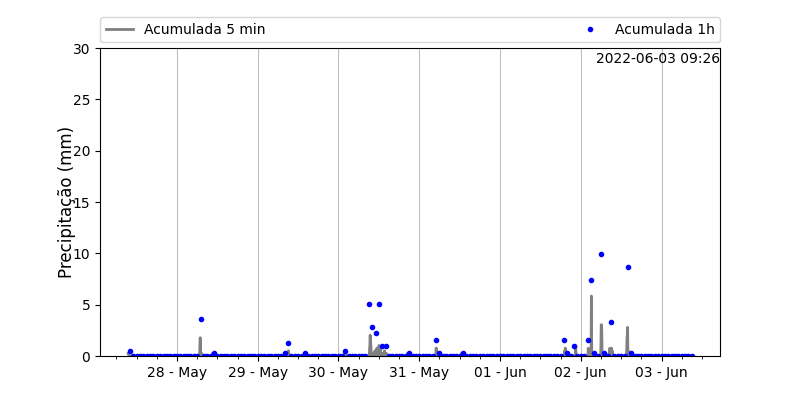 Acumulada 5 min
Acumulada 1h
2022-06-03 09:26
Precipitação (mm)
30
25
20
15
10
5
0
28 - May
29 - May
30 - May
31 - May
01 - Jun
02 - Jun
03 - Jun